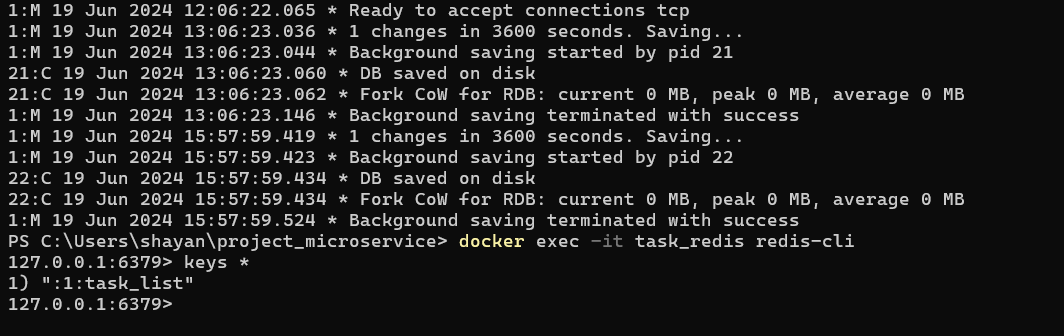 1:M 19 Jun 2024 12:06:22.065 * Ready to accept connections tcp
1:M 19 Jun 2024 13:06:23.036 * 1 changes in 3600 seconds. Saving...
1:M 19 Jun 2024 13:06:23.044 * Background saving started by pid 21
21:C 19 Jun 2024 13:06:23.060 * DB saved on disk
21:C 19 Jun 2024 13:06:23.062 * Fork CoW for RDB: current 0 MB, peak 0 MB, average 0 MB
1:M 19 Jun 2024 13:06:23.146 * Background saving terminated with success
1:M 19 Jun 2024 15:57:59.419 * 1 changes in 3600 seconds. Saving...
1:M 19 Jun 2024 15:57:59.423 * Background saving started by pid 22
22:C 19 Jun 2024 15:57:59.434 * DB saved on disk
22:C 19 Jun 2024 15:57:59.434 * Fork CoW for RDB: current 0 MB, peak 0 MB, average 0 MB
1:M 19 Jun 2024 15:57:59.524 * Background saving terminated with success
PS C:\Users\shayan\project_microservice> docker exec -it task_redis redis-cli
127.0.0.1:6379> keys *
1) ":1:task_list"
127.0.0.1:6379>